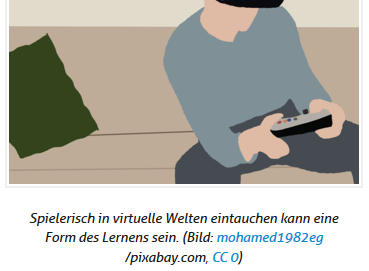 Spielerisch in virtuelle Welten eintauchen kann eine
Form des Lernens sein. (Bild: mohamed1982eg
/pixabay.com, CC 0)